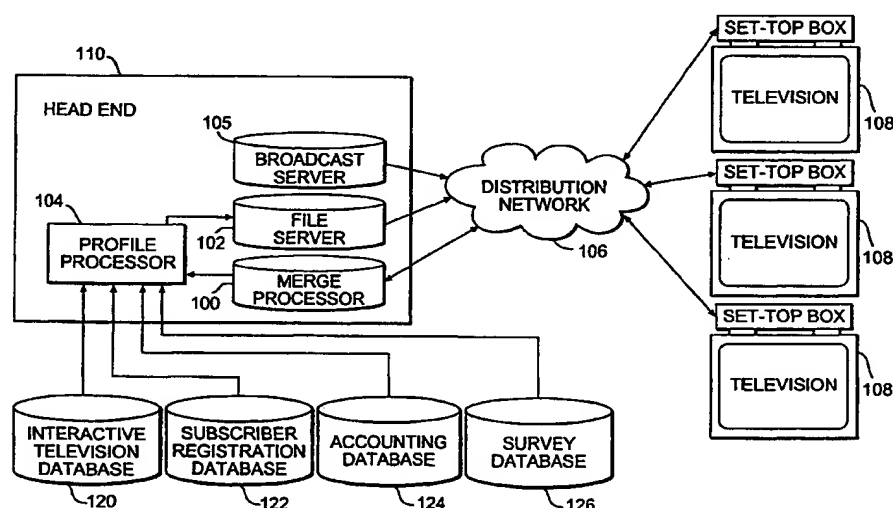 110
HEAD END
105
BROADCAST
SERVER
104
PROFILE
PROCESSOR
102
FILE
SERVER
100
MERGE
PROCESSOR
DISTRIBUTION
NETWORK
106
SET-TOP BOX
TELEVISION
108
SET-TOP BOX
TELEVISION
108
SET-TOP BOX
TELEVISION
108
INTERACTIVE
TELEVISION
DATABASE
120
SUBSCRIBER
REGISTRATION
DATABASE
122
ACCOUNTING
DATABASE
124
SURVEY
DATABASE
126